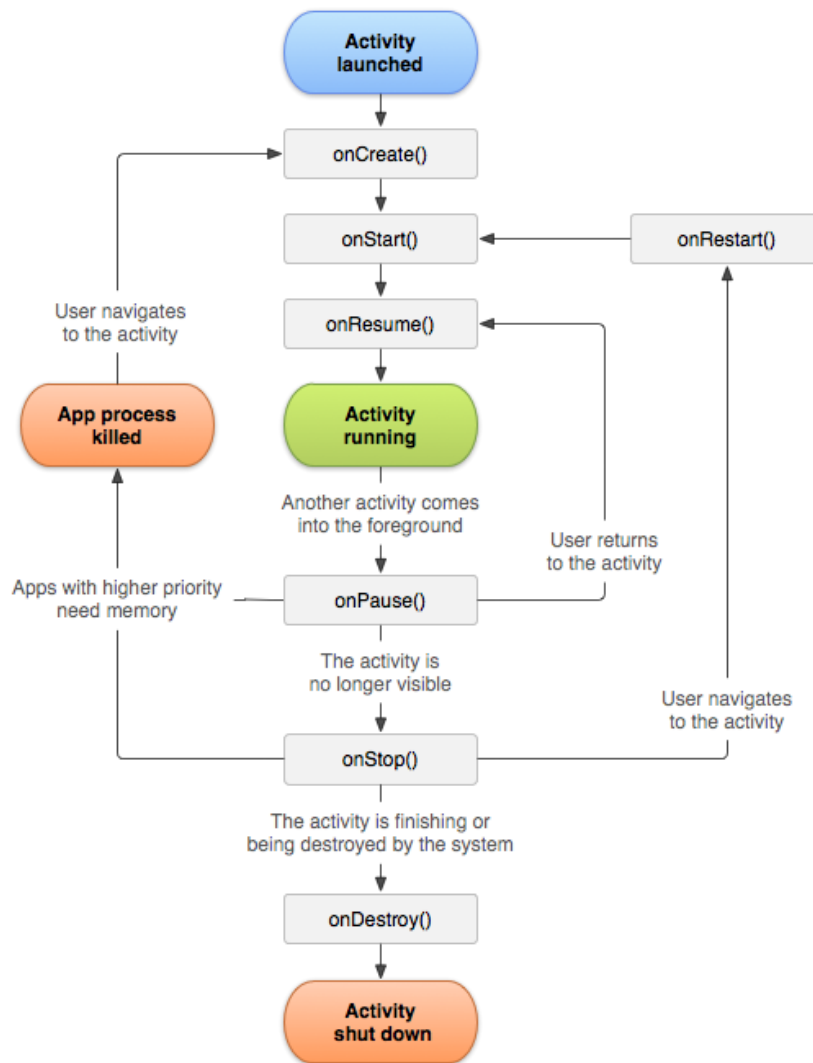 Activity
launched
onCreate()
onStart()
onRestart()
User navigates
to the activity
onResume()
App process
killed
Activity
running
Another activity comes
into the foreground
User returns
to the activity
Apps with higher priority
need memory
onPause()
The activity is
no longer visible
User navigates
to the activity
onStop()
The activity is finishing or
being destroyed by the system
onDestroy()
Activity
shut down